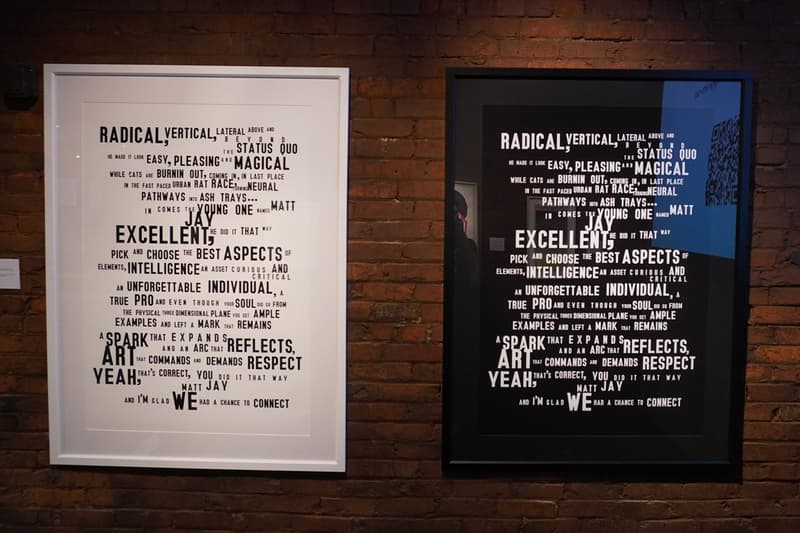 RADICAL, VERTICAL, LATERAL ABOVE AND
BEYOND
THE STATUS QUO
HE MADE IT LOOK EASY, PLEASING AND MAGICAL
WHILE CATS ARE BURNIN OUT, COMING IN, IN LAST PLACE
IN THE FAST PACED URBAN RAT RACE, NEURAL
PATHWAYS INTO ASH TRAYS...
IN COMES THE YOUNG ONE NAMED MATT
JAY
EXCELLENT, HE DID IT THAT WAY
PICK AND CHOOSE THE BEST ASPECTS OF
ELEMENTS, INTELLIGENCE AN ASSET CURIOUS AND
CRITICAL
AN UNFORGETTABLE INDIVIDUAL, A
TRUE PRO AND EVEN THOUGH YOUR SOUL DID GO FROM
THE PHYSICAL THREE DIMENSIONAL PLANE YOU SET AMPLE
EXAMPLES AND LEFT A MARK THAT REMAINS
A SPARK THAT EXPANDS
AND AN ARC THAT REFLECTS,
ART THAT COMMANDS AND DEMANDS RESPECT
YEAH, THAT'S CORRECT, YOU DID IT THAT WAY
MATT JAY
AND I'M GLAD WE HAD A CHANCE TO CONNECT
RADICAL, VERTICAL, LATERAL ABOVE AND
BEYOND
THE STATUS QUO
HE MADE IT LOOK EASY, PLEASING AND MAGICAL
WHILE CATS ARE BURNIN OUT, COMING IN, IN LAST PLACE
IN THE FAST PACED URBAN RAT RACE, NEURAL
PATHWAYS INTO ASH TRAYS...
IN COMES THE YOUNG ONE NAMED MATT
JAY
EXCELLENT, HE DID IT THAT WAY
PICK AND CHOOSE THE BEST ASPECTS OF
ELEMENTS, INTELLIGENCE AN ASSET CURIOUS AND
CRITICAL
AN UNFORGETTABLE INDIVIDUAL, A
TRUE PRO AND EVEN THOUGH YOUR SOUL DID GO FROM
THE PHYSICAL THREE DIMENSIONAL PLANE YOU SET AMPLE
EXAMPLES AND LEFT A MARK THAT REMAINS
A SPARK THAT EXPANDS
AND AN ARC THAT REFLECTS,
ART THAT COMMANDS AND DEMANDS RESPECT
YEAH, THAT'S CORRECT, YOU DID IT THAT WAY
MATT JAY
AND I'M GLAD WE HAD A CHANCE TO CONNECT